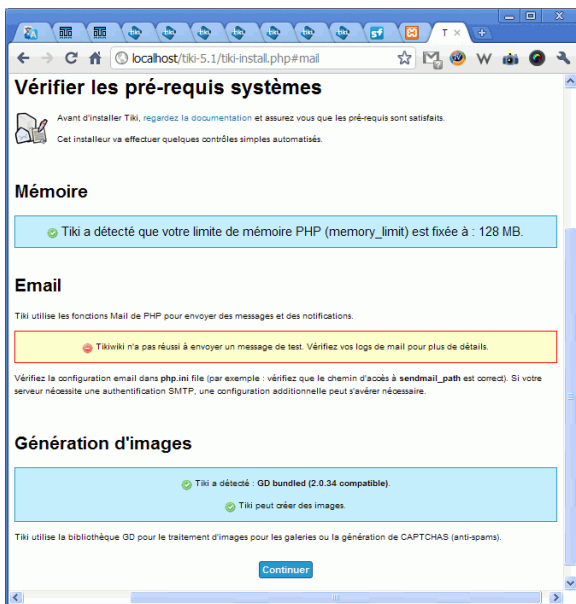 tiki
tiki
tiki
tiki
tiki
tiki
sf
T
localhost/tiki-5.1/tiki-install.php#mail
W
Vérifier les pré-requis systèmes
Avant d'installer Tiki, regardez la documentation et assurez vous que les pré-requis sont satisfaits.
Cet installeur va effectuer quelques contrôles simples automatisés.
Mémoire
Tiki a détecté que votre limite de mémoire PHP (memory_limit) est fixée à : 128 MB.
Email
Tiki utilise les fonctions Mail de PHP pour envoyer des messages et des notifications.
Tikiwiki n'a pas réussi à envoyer un message de test. Vérifiez vos logs de mail pour plus de détails.
Vérifiez la configuration email dans php.ini file (par exemple : vérifiez que le chemin d'accès à sendmail_path est correct). Si votre
serveur nécessite une authentification SMTP, une configuration additionnelle peut s'avérer nécessaire.
Génération d'images
Tiki a détecté : GD bundled (2.0.34 compatible).
Tiki peut créer des images.
Tiki utilise la bibliothèque GD pour le traitement d'images pour les galeries ou la génération de CAPTCHAS (anti-spams).
Continuer